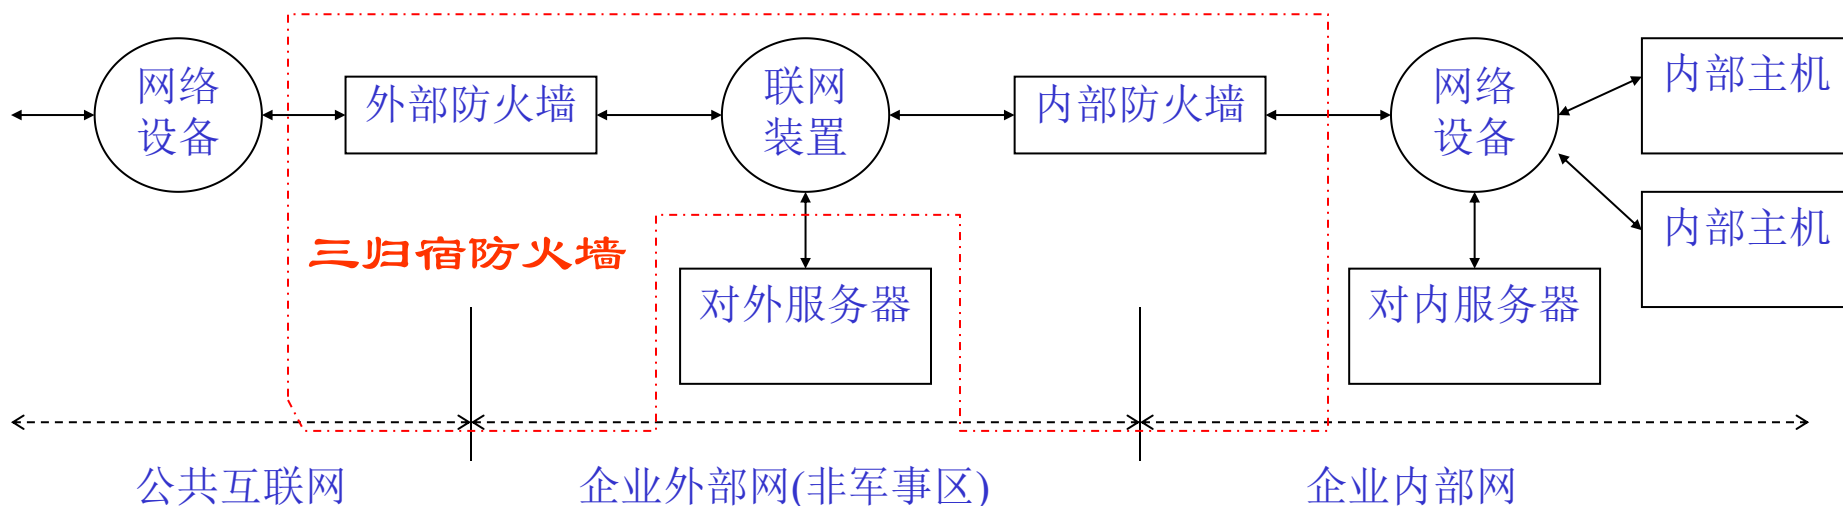 网络
设备
外部防火墙
联网
装置
内部防火墙
网络
设备
内部主机
内部主机
三归宿防火墙
对外服务器
对内服务器
公共互联网
企业外部网(非军事区)
企业内部网